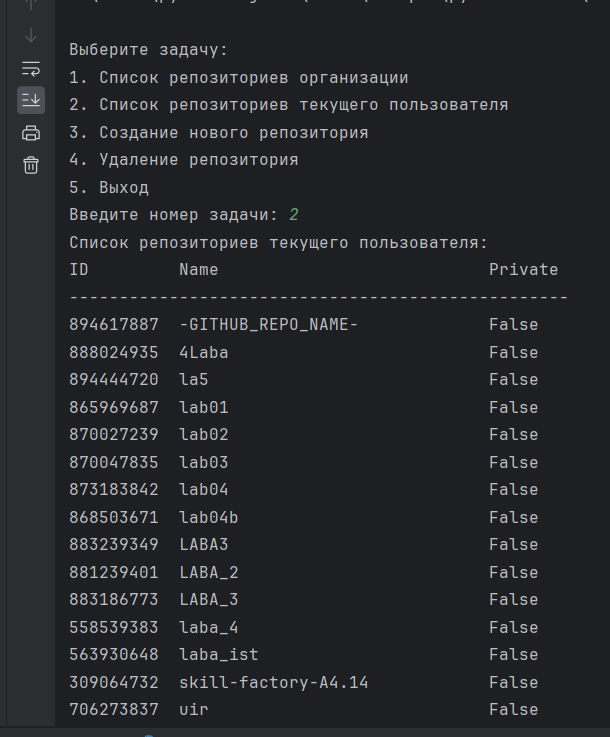 Выберите задачу:
1. Список репозиториев организации
2. Список репозиториев текущего пользователя
3. Создание нового репозитория
4. Удаление репозитория
5. Выход
Введите номер задачи: 2
Список репозиториев текущего пользователя:
ID Name Private
--------------------------------------------------
894617887 -GITHUB_REPO_NAME- False
888024935 4Laba False
894444720 la5 False
865969687 lab01 False
870027239 lab02 False
870047835 lab03 False
873183842 lab04 False
868503671 lab04b False
883239349 LABA3 False
881239401 LABA_2 False
883186773 LABA_3 False
558539383 laba_4 False
563930648 laba_ist False
309064732 skill-factory-A4.14 False
706273837 uir False